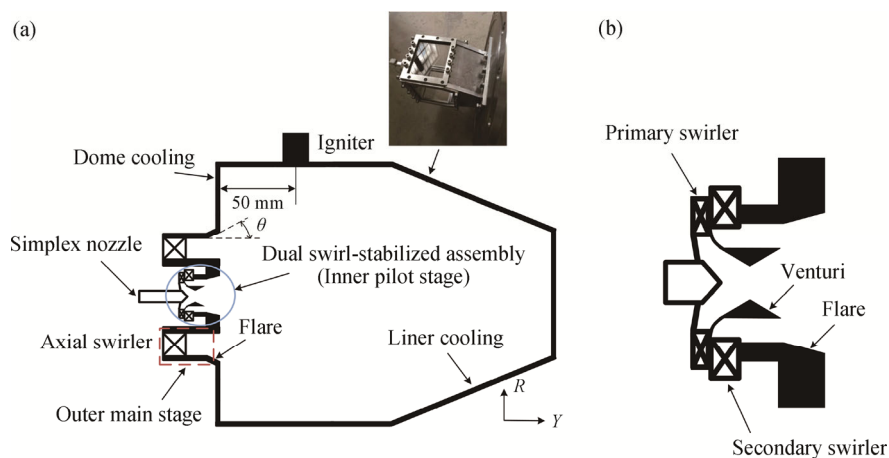 (a)
Igniter
Dome cooling
50 mm
θ
Simplex nozzle
Dual swirl-stabilized assembly
(Inner pilot stage)
Flare
Axial swirler
Liner cooling
Outer main stage
R
Y
(b)
Primary swirler
Venturi
Flare
Secondary swirler